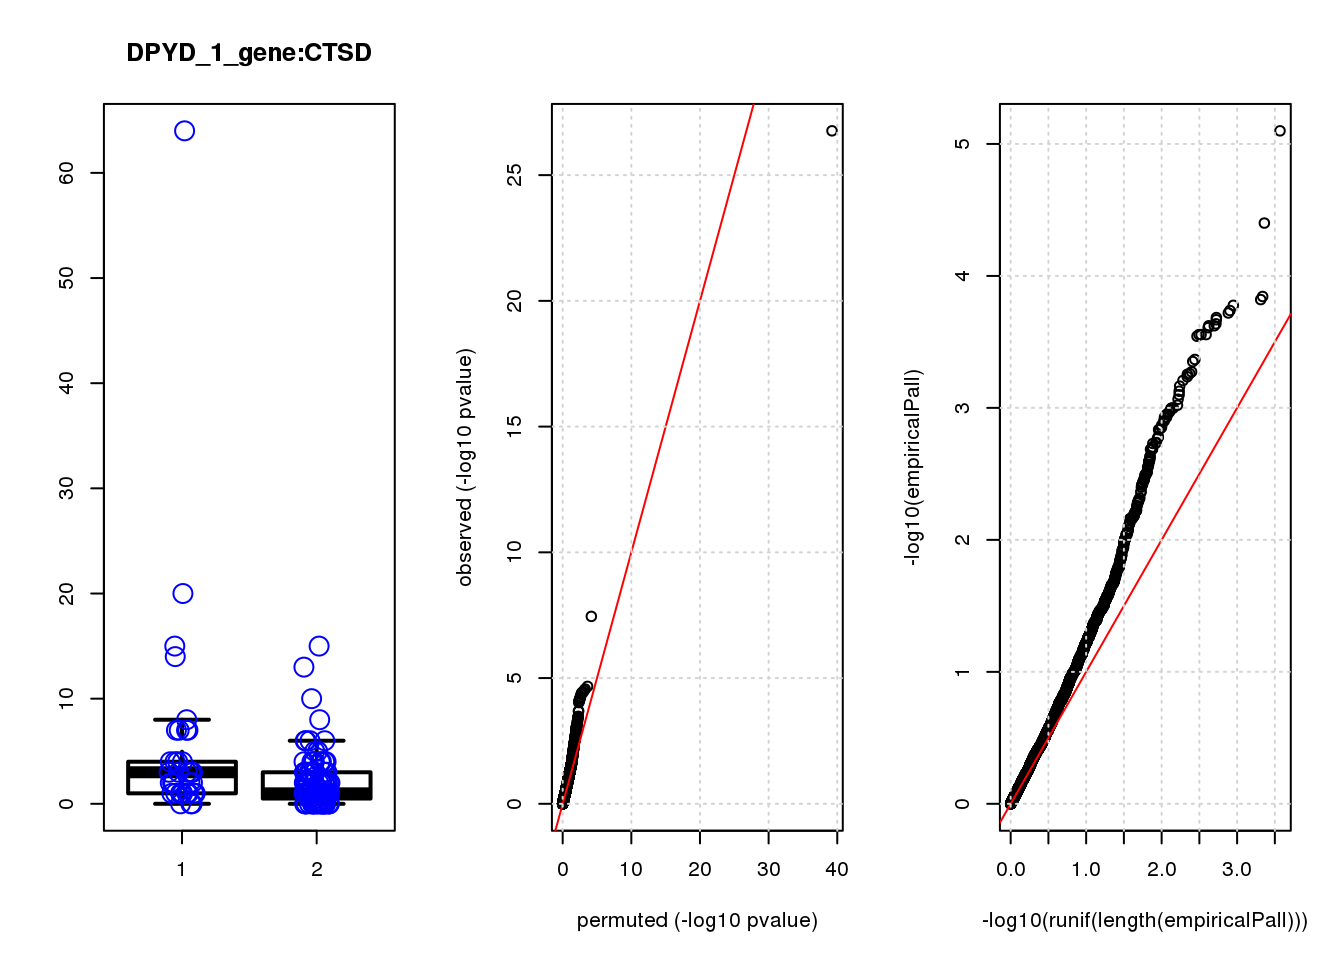 DPYD_1_gene:CTSD
60
50
40
30
20
10
0
1 2
observed (-log10 pvalue)
25
20
15
10
5
0
0 10 20 30 40
permuted (-log10 pvalue)
-log10(empiricalPall)
5
4
3
2
1
0
0.0 1.0 2.0 3.0
-log10(runif(length(empiricalPall)))